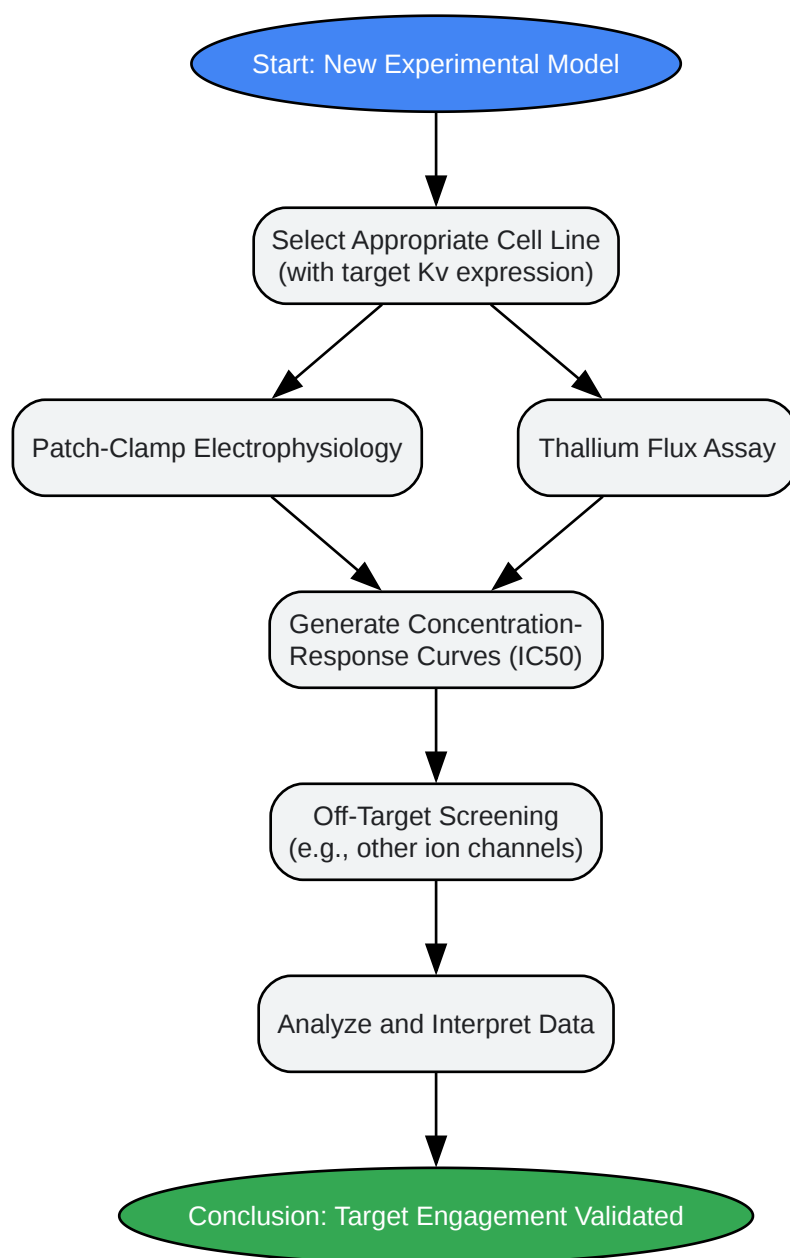 Start: New Experimental Model
Select Appropriate Cell Line
(with target Kv expression)
Patch-Clamp Electrophysiology
Thallium Flux Assay
Generate Concentration-
Response Curves (IC50)
Off-Target Screening
(e.g., other ion channels)
Analyze and Interpret Data
Conclusion: Target Engagement Validated